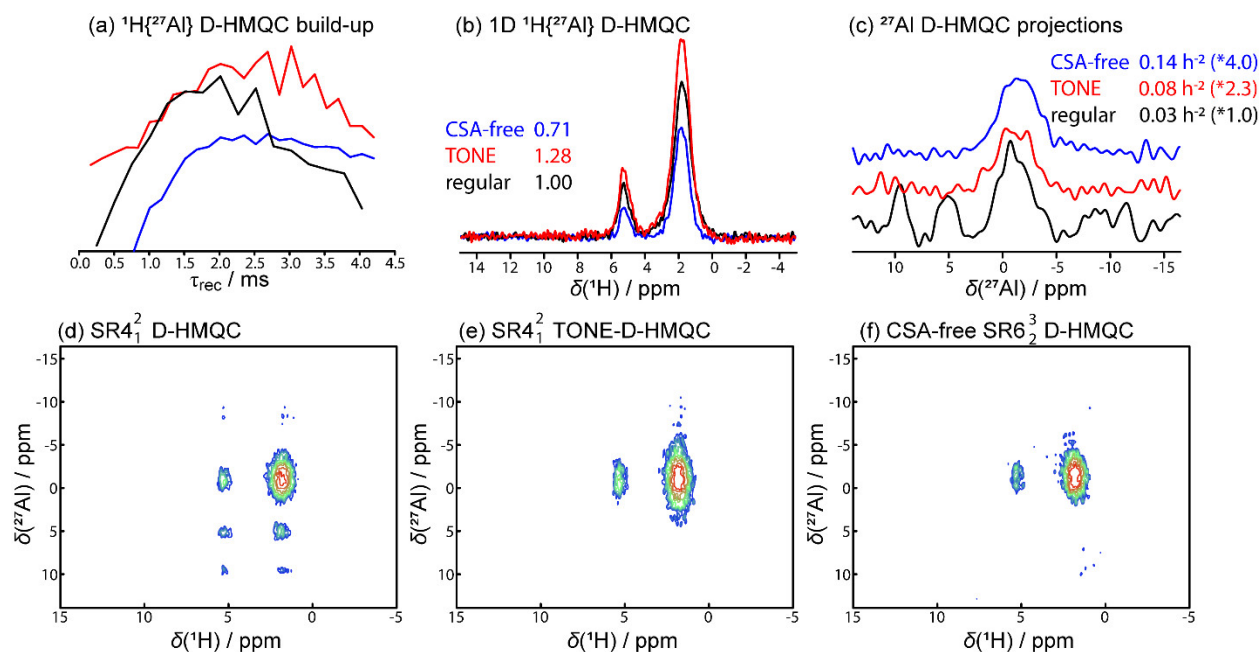 (a) ¹H{²⁷Al} D-HMQC build-up
0.0 0.5 1.0 1.5 2.0 2.5 3.0 3.5 4.0 4.5
τrec / ms
(b) 1D ¹H{²⁷Al} D-HMQC
CSA-free 0.71
TONE 1.28
regular 1.00
14 12 10 8 6 4 2 0 -2 -4
δ(¹H) / ppm
(c) ²⁷Al D-HMQC projections
CSA-free 0.14 h⁻² (*4.0)
TONE 0.08 h⁻² (*2.3)
regular 0.03 h⁻² (*1.0)
10 5 0 -5 -10 -15
δ(²⁷Al) / ppm
(d) SR4²₁ D-HMQC
-15
-10
-5
0
5
10
δ(²⁷Al) / ppm
15 10 5 0 -5
δ(¹H) / ppm
(e) SR4²₁ TONE-D-HMQC
-15
-10
-5
0
5
10
δ(²⁷Al) / ppm
15 10 5 0 -5
δ(¹H) / ppm
(f) CSA-free SR6³₂ D-HMQC
-15
-10
-5
0
5
10
δ(²⁷Al) / ppm
15 10 5 0 -5
δ(¹H) / ppm